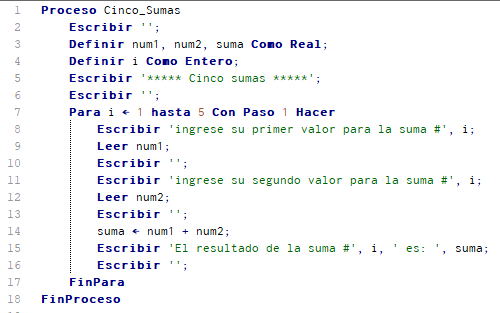 1 Proceso Cinco_Sumas
2 Escribir '';
3 Definir num1, num2, suma Como Real;
4 Definir i Como Entero;
5 Escribir '***** Cinco sumas *****';
6 Escribir '';
7 Para i ← 1 hasta 5 Con Paso 1 Hacer
8 Escribir 'ingrese su primer valor para la suma #', i;
9 Leer num1;
10 Escribir '';
11 Escribir 'ingrese su segundo valor para la suma #', i;
12 Leer num2;
13 Escribir '';
14 suma ← num1 + num2;
15 Escribir 'El resultado de la suma #', i, ' es: ', suma;
16 Escribir '';
17 FinPara
18 FinProceso